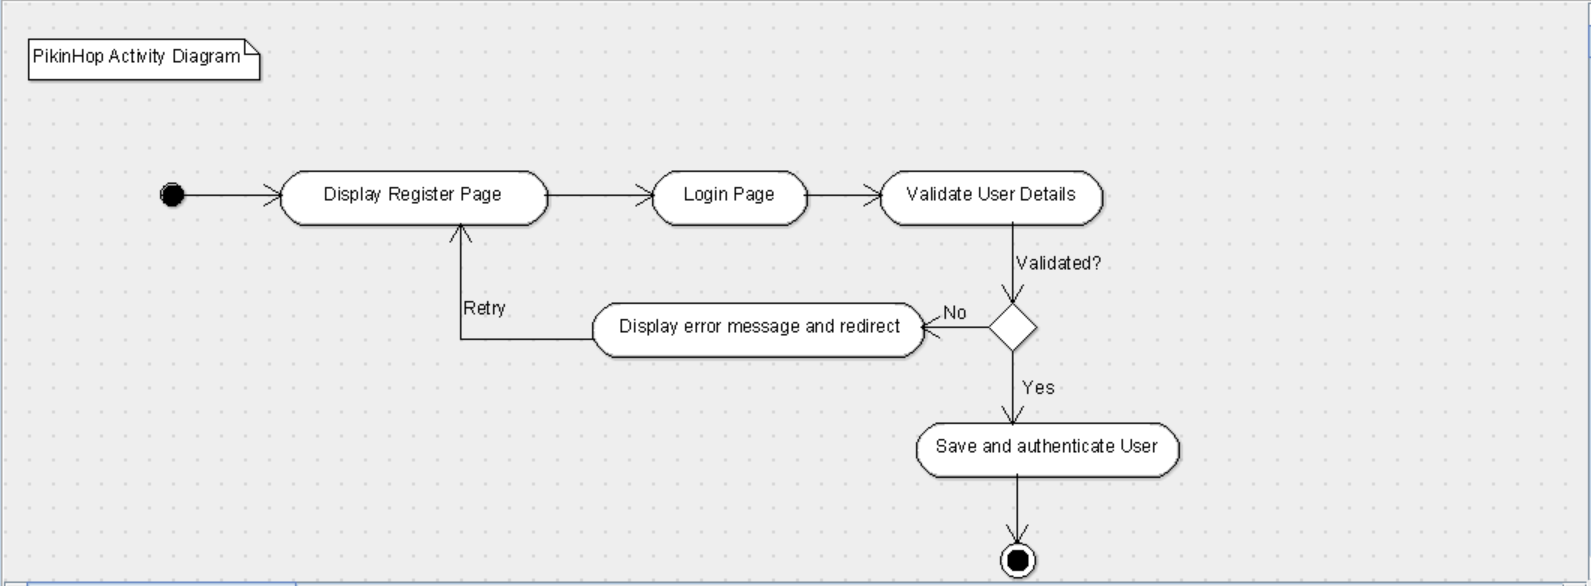 PikinHop Activity Diagram
Display Register Page
Login Page
Validate User Details
Validated?
Retry
Display error message and redirect
No
Yes
Save and authenticate User